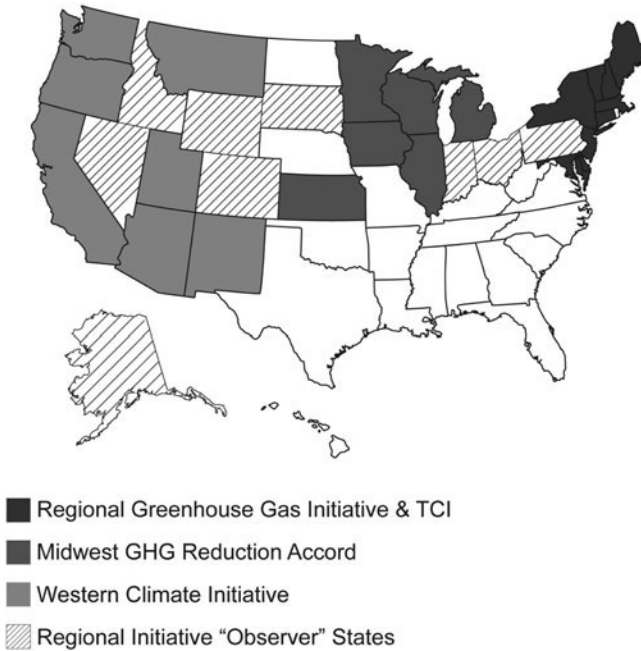 Regional Greenhouse Gas Initiative & TCI
Midwest GHG Reduction Accord
Western Climate Initiative
Regional Initiative “Observer” States